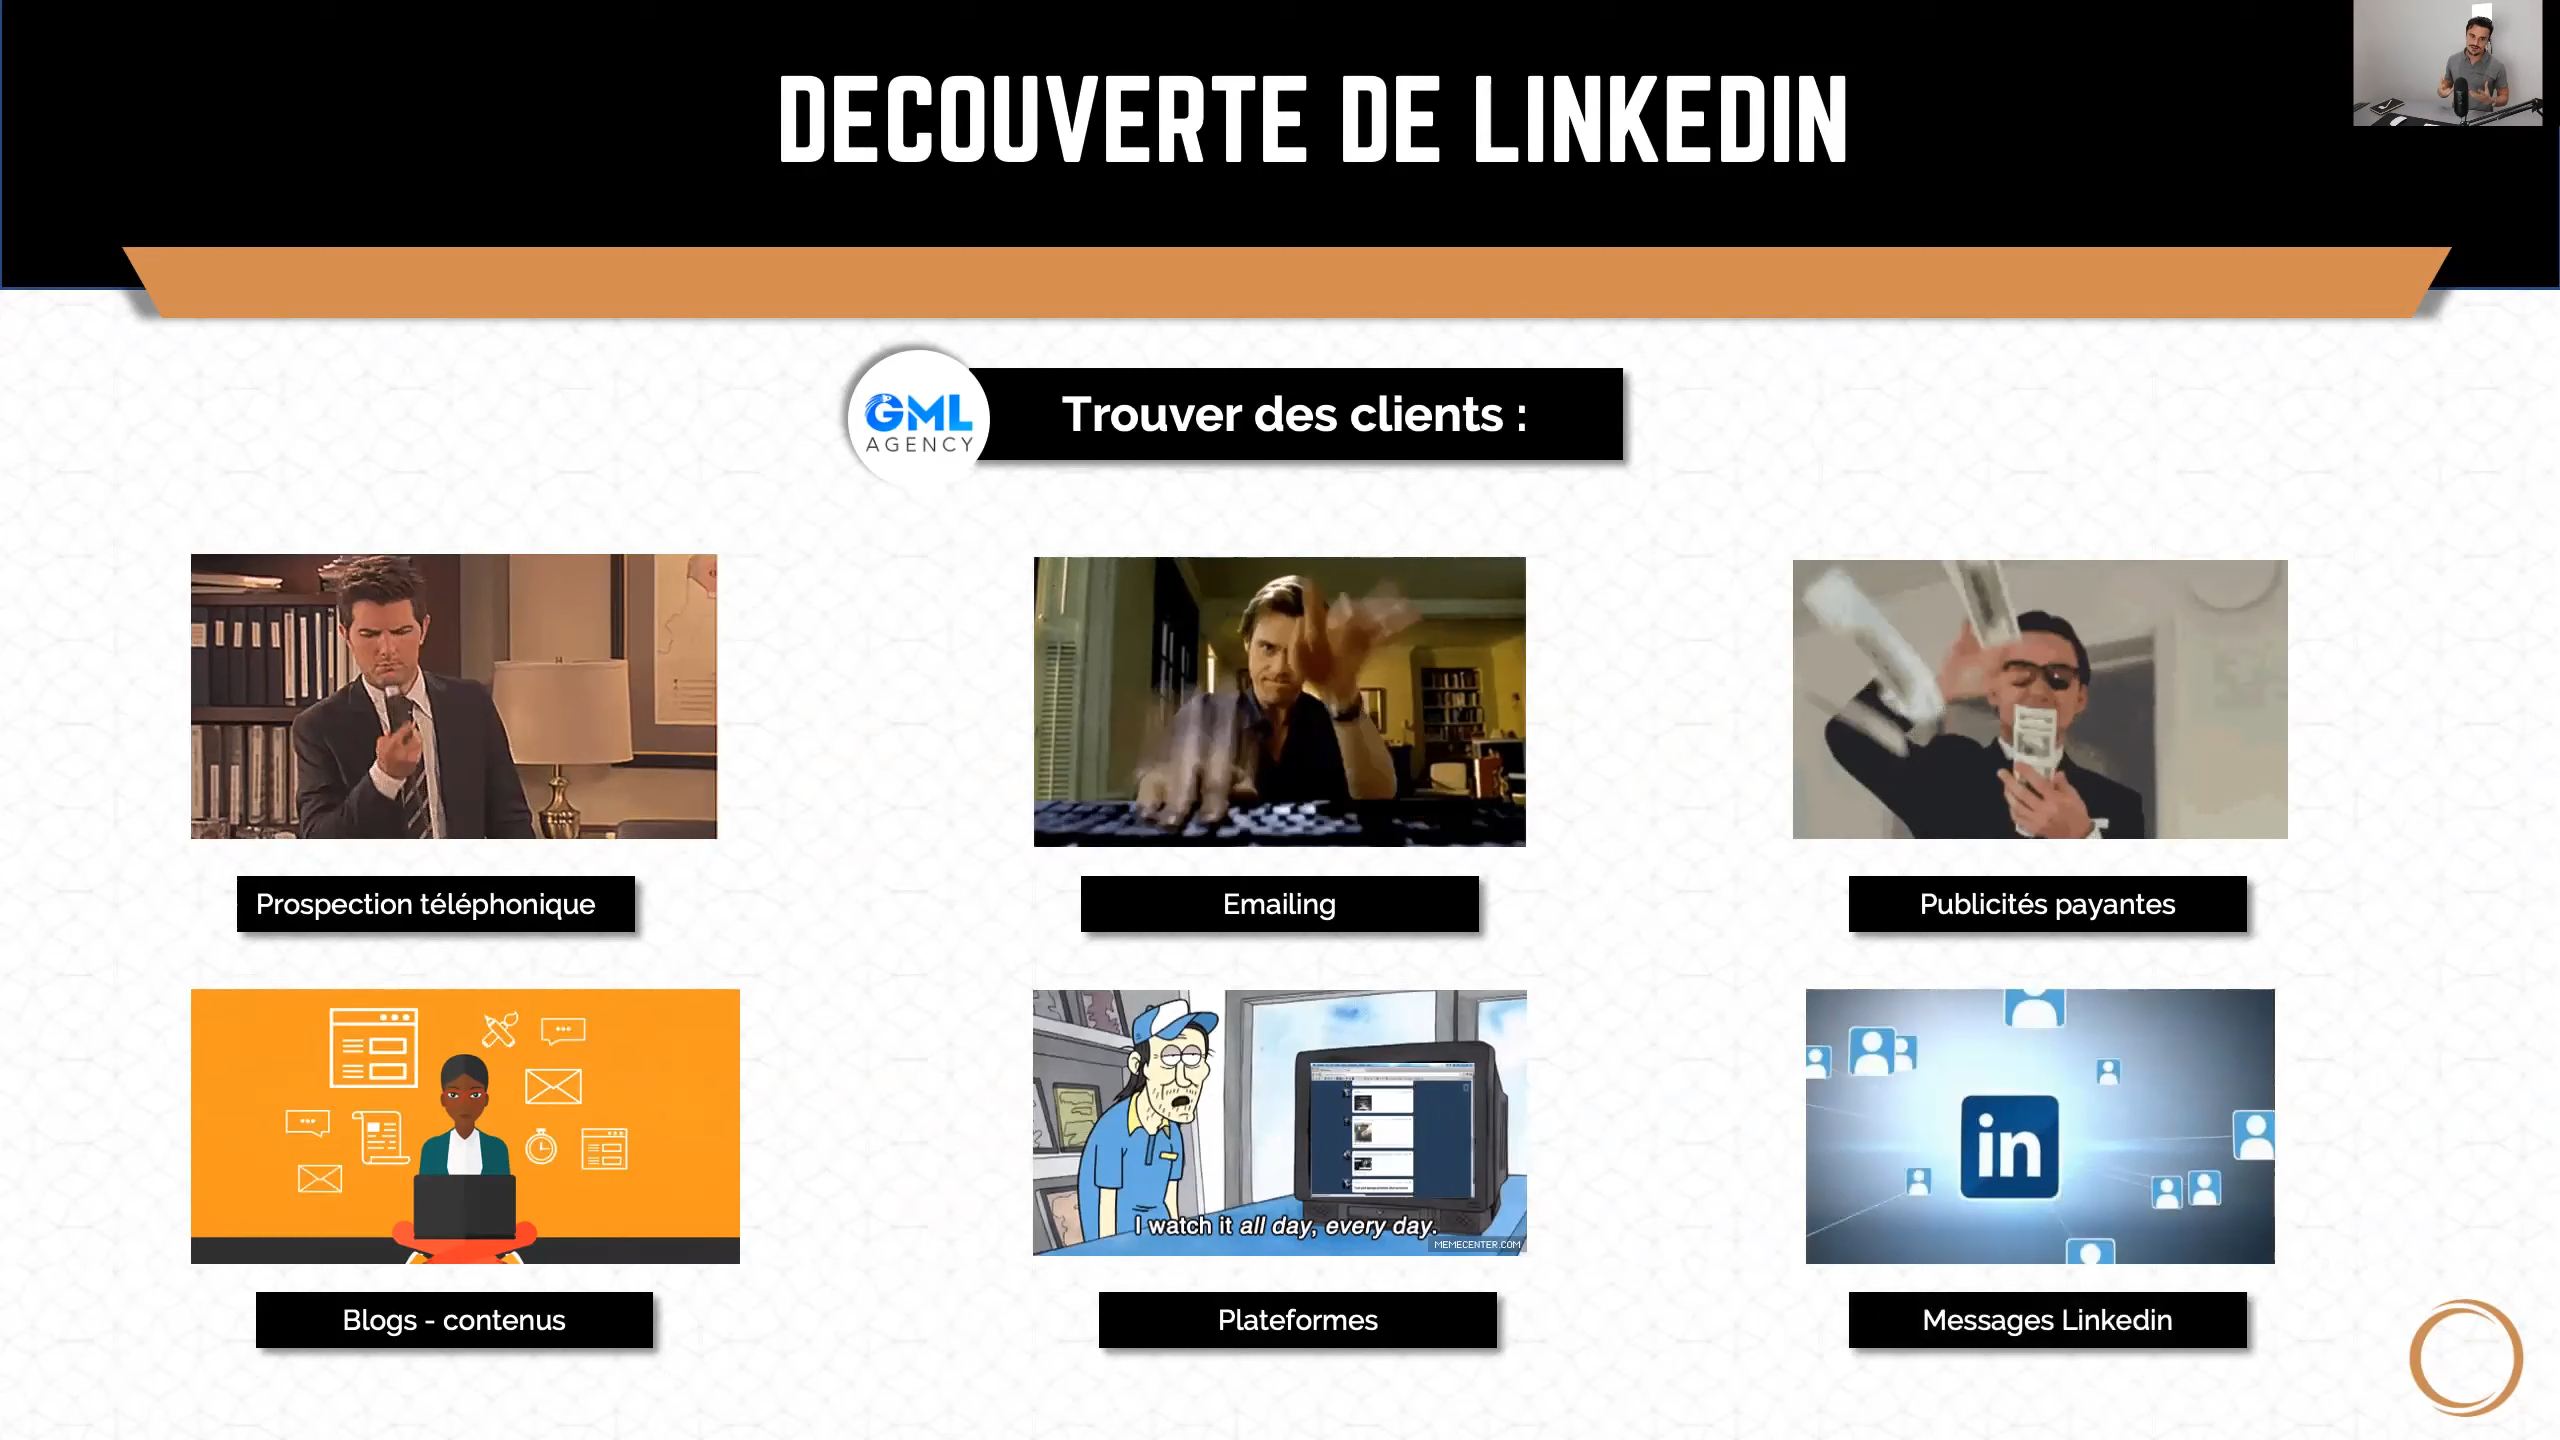 DECOUVERTE DE LINKEDIN
GML
AGENCY
Trouver des clients :
Prospection téléphonique
Emailing
Publicités payantes
I watch it all day, every day.
MEMECENTER.COM
in
Blogs - contenus
Plateformes
Messages Linkedin